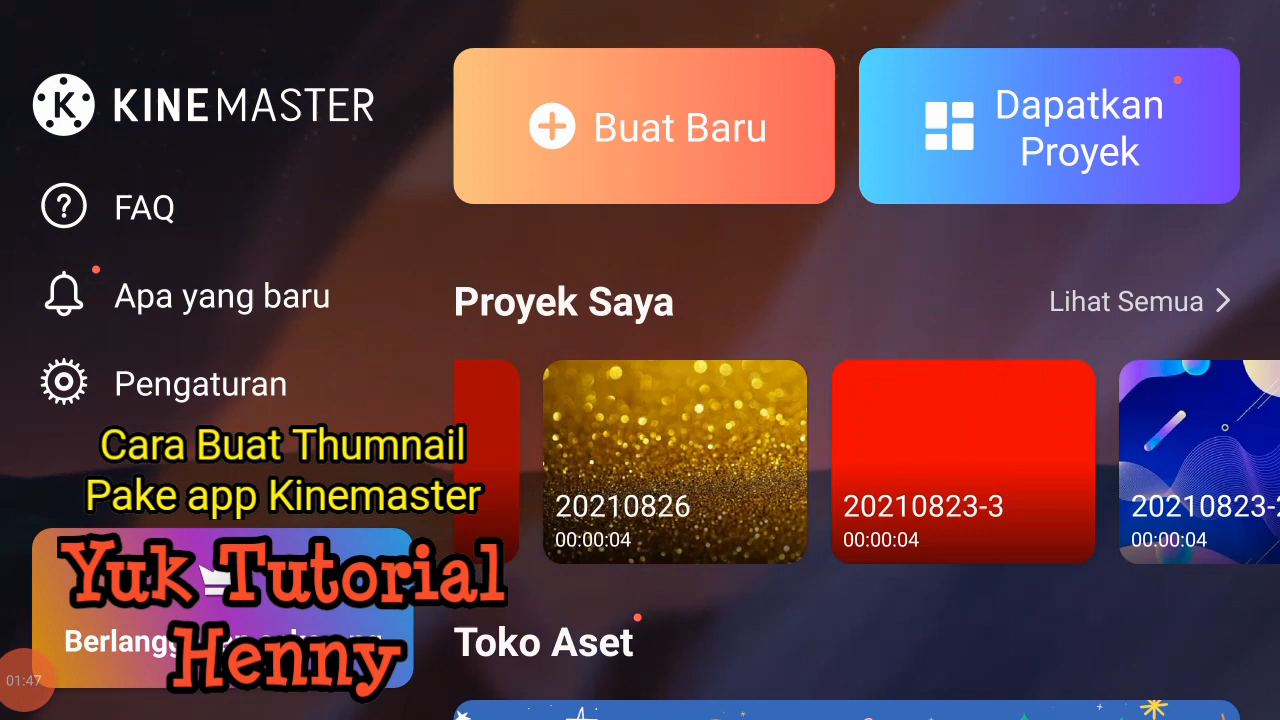 KINEMASTER
FAQ
Apa yang baru
Pengaturan
Cara Buat Thumnail
Pake app Kinemaster
Yuk Tutorial
Henny
01:47
Buat Baru
Dapatkan
Proyek
Proyek Saya
Lihat Semua
20210826
00:00:04
20210823-3
00:00:04
20210823-2
00:00:04
Toko Aset